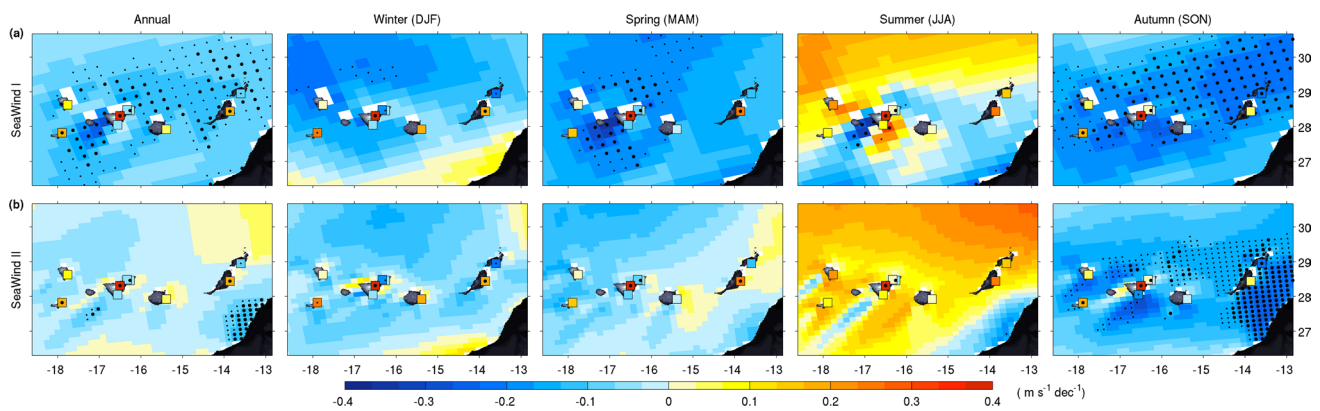 Annual Winter (DJF) Spring (MAM) Summer (JJA) Autumn (SON)
(a)
SeaWind I
30
29
28
27
(b)
SeaWind II
30
29
28
27
-18 -17 -16 -15 -14 -13 -18 -17 -16 -15 -14 -13 -18 -17 -16 -15 -14 -13 -18 -17 -16 -15 -14 -13 -18 -17 -16 -15 -14 -13
-0.4 -0.3 -0.2 -0.1 0 0.1 0.2 0.3 0.4 ( m s⁻¹ dec⁻¹)